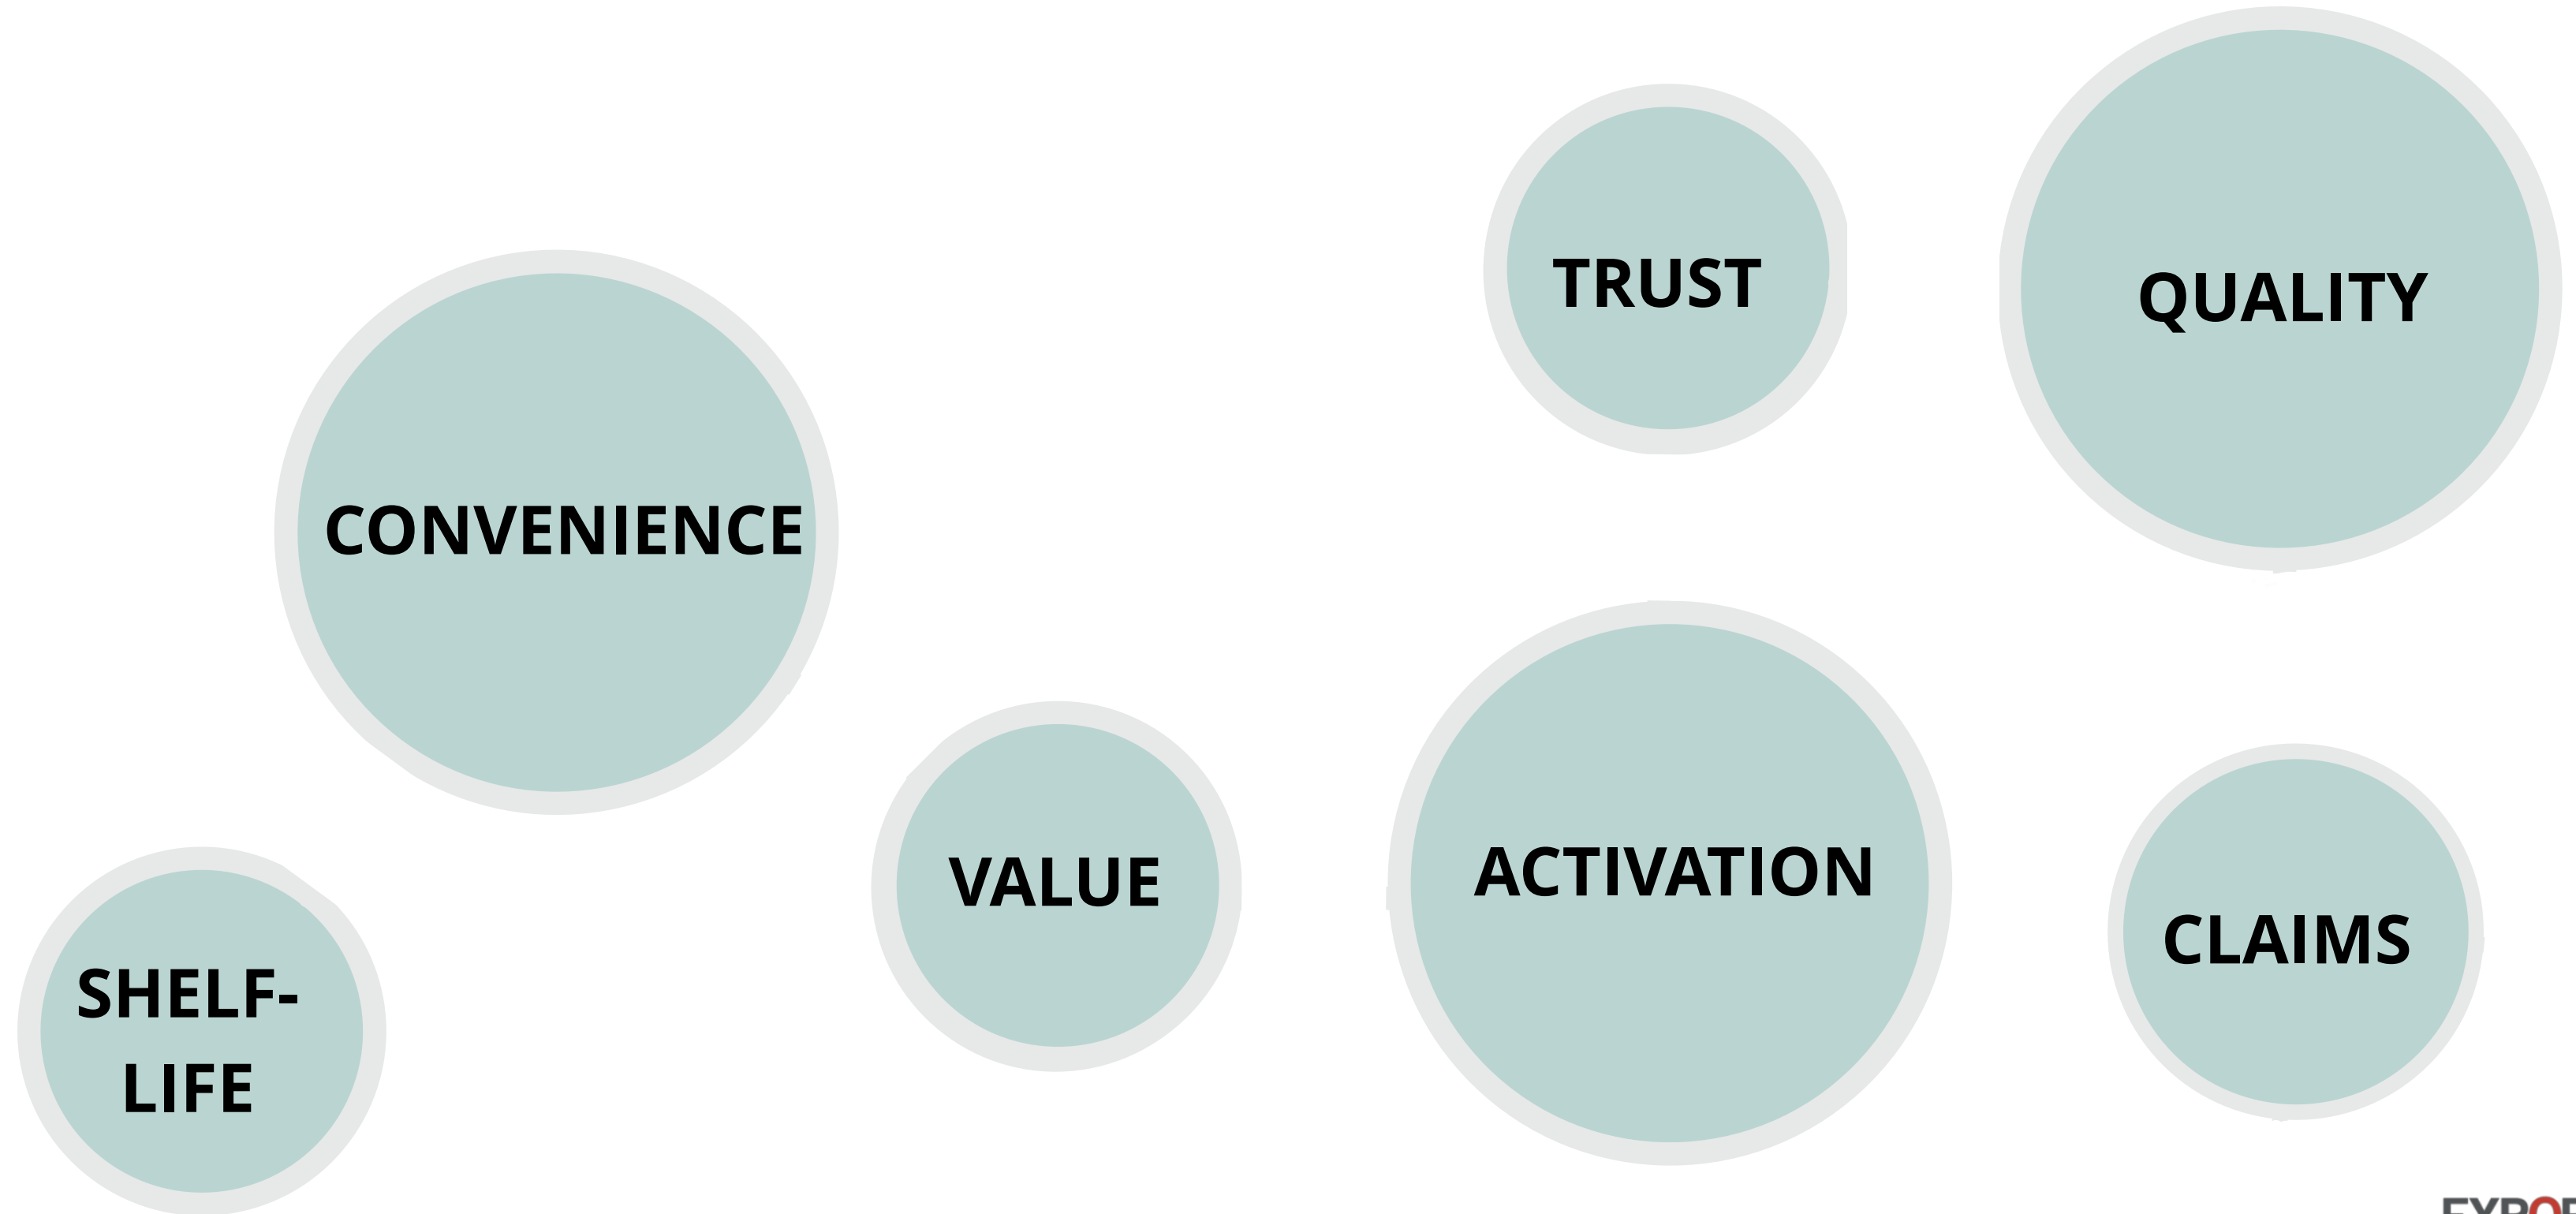 TRUST
QUALITY
CONVENIENCE
VALUE
ACTIVATION
CLAIMS
SHELF-
LIFE